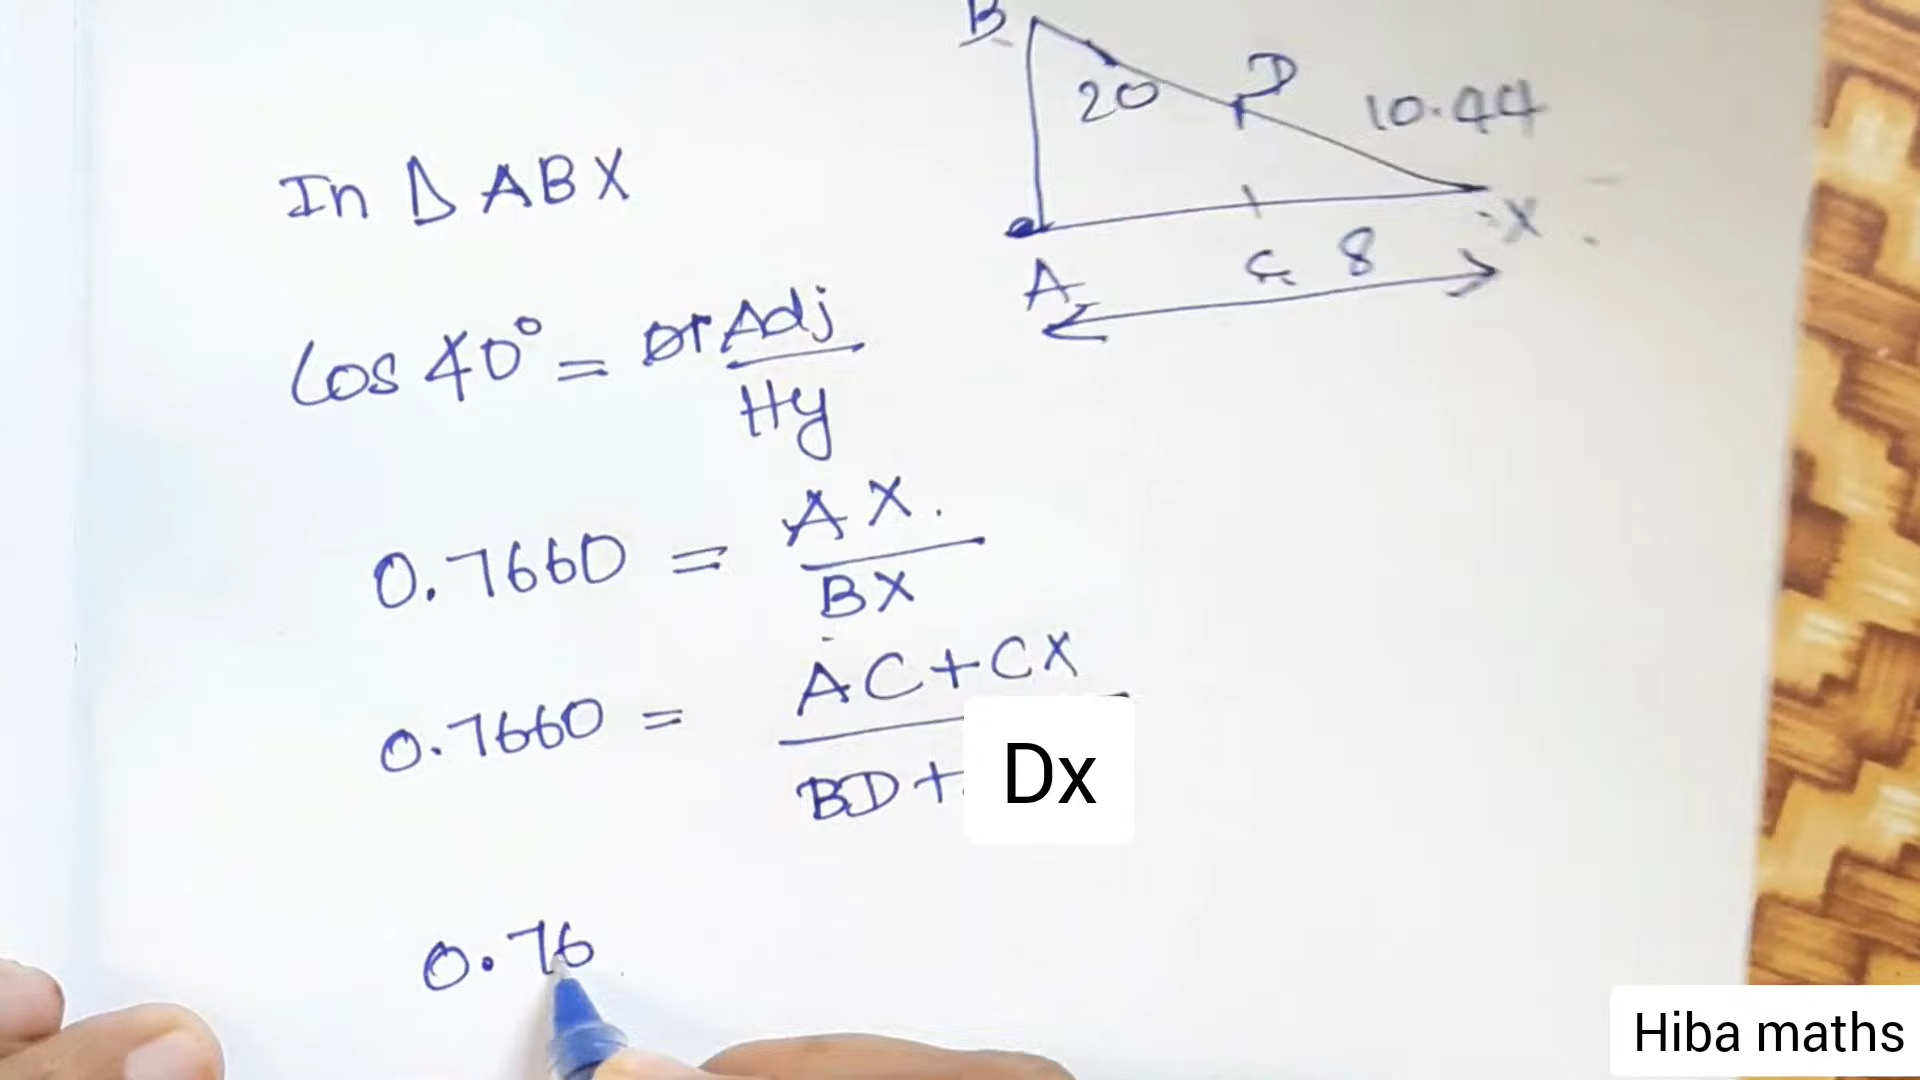 B
20
D
10.44
In Δ ABX
X
A
C 8
Cos 40° = Adj
Hy
0.7660 = AX
BX
0.7660 = AC+CX
BD+ Dx
0.76
Hiba maths